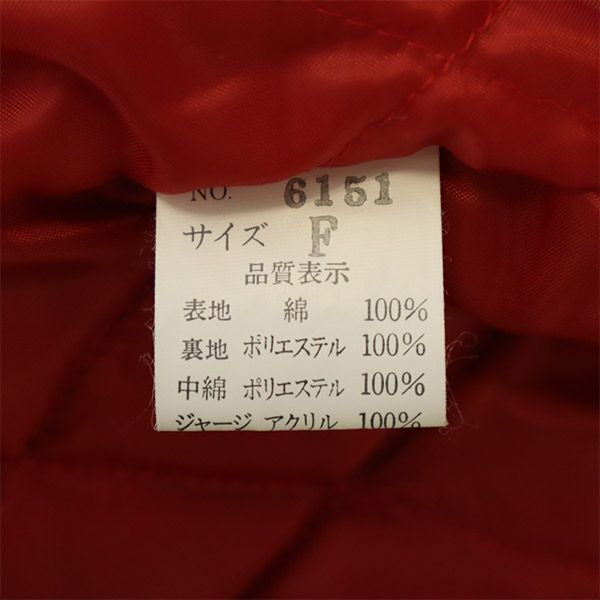 NO. 6151
サイズ F
品質表示
表地 綿 100%
裏地 ポリエステル 100%
中綿 ポリエステル 100%
ジャージ アクリル 100%